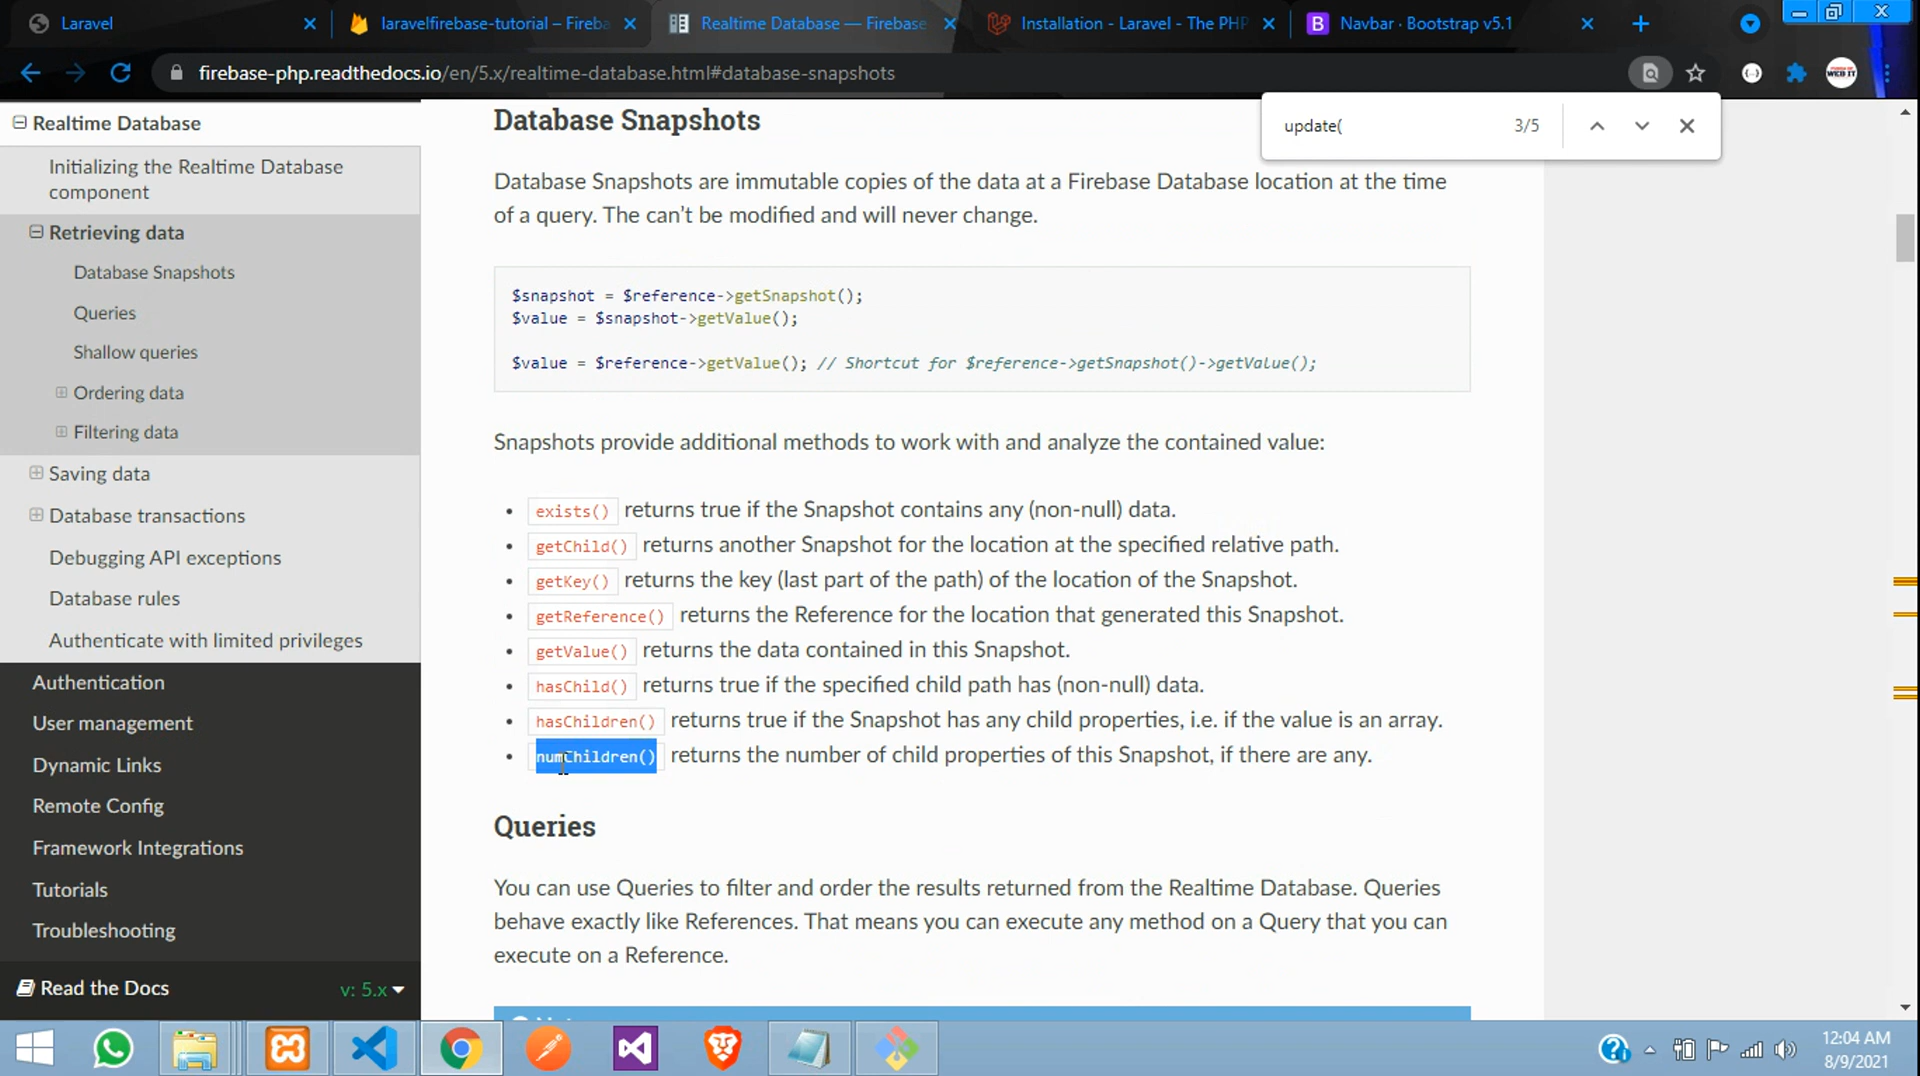 Laravel
laravelfirebase-tutorial – Fireba
Realtime Database — Firebase
Installation - Laravel - The PHP
Navbar · Bootstrap v5.1
firebase-php.readthedocs.io/en/5.x/realtime-database.html#database-snapshots
update( 3/5
Realtime Database
Initializing the Realtime Database
component
Retrieving data
Database Snapshots
Queries
Shallow queries
Ordering data
Filtering data
Saving data
Database transactions
Debugging API exceptions
Database rules
Authenticate with limited privileges
Authentication
User management
Dynamic Links
Remote Config
Framework Integrations
Tutorials
Troubleshooting
Read the Docs v: 5.x
Database Snapshots
Database Snapshots are immutable copies of the data at a Firebase Database location at the time
of a query. The can't be modified and will never change.
$snapshot = $reference->getSnapshot();
$value = $snapshot->getValue();
$value = $reference->getValue(); // Shortcut for $reference->getSnapshot()->getValue();
Snapshots provide additional methods to work with and analyze the contained value:
• exists() returns true if the Snapshot contains any (non-null) data.
• getChild() returns another Snapshot for the location at the specified relative path.
• getKey() returns the key (last part of the path) of the location of the Snapshot.
• getReference() returns the Reference for the location that generated this Snapshot.
• getValue() returns the data contained in this Snapshot.
• hasChild() returns true if the specified child path has (non-null) data.
• hasChildren() returns true if the Snapshot has any child properties, i.e. if the value is an array.
• numChildren() returns the number of child properties of this Snapshot, if there are any.
Queries
You can use Queries to filter and order the results returned from the Realtime Database. Queries
behave exactly like References. That means you can execute any method on a Query that you can
execute on a Reference.
12:04 AM
8/9/2021